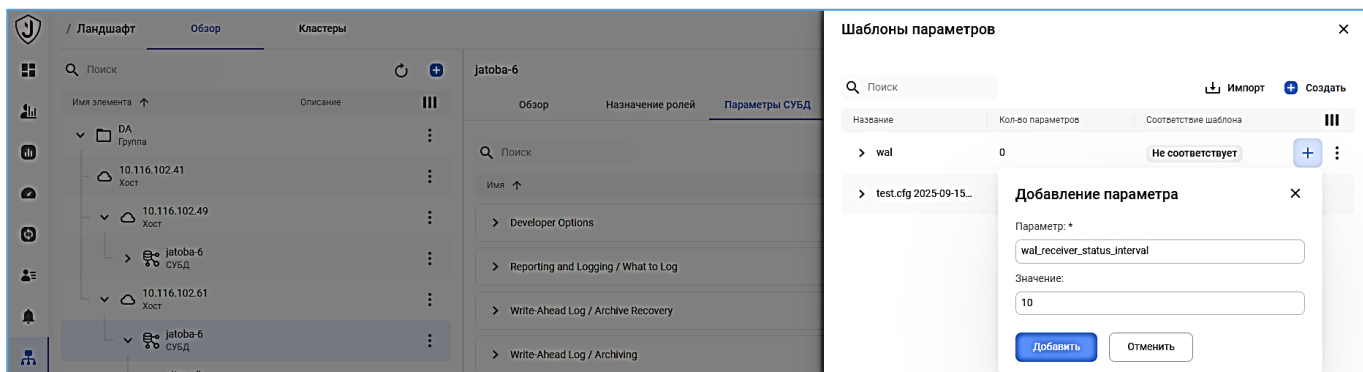 / Ландшафт
Обзор
Кластеры
Поиск
Имя элемента
Описание
DA
Группа
10.116.102.41
Хост
10.116.102.49
Хост
jatoba-6
СУБД
10.116.102.61
Хост
jatoba-6
СУБД
jatoba-6
Обзор
Назначение ролей
Параметры СУБД
Поиск
Имя
Developer Options
Reporting and Logging / What to Log
Write-Ahead Log / Archive Recovery
Write-Ahead Log / Archiving
Шаблоны параметров
Поиск
Импорт
Создать
Название
Кол-во параметров
Соответствие шаблона
wal
0
Не соответствует
test.cfg 2025-09-15...
Добавление параметра
Параметр: *
wal_receiver_status_interval
Значение:
10
Добавить
Отменить